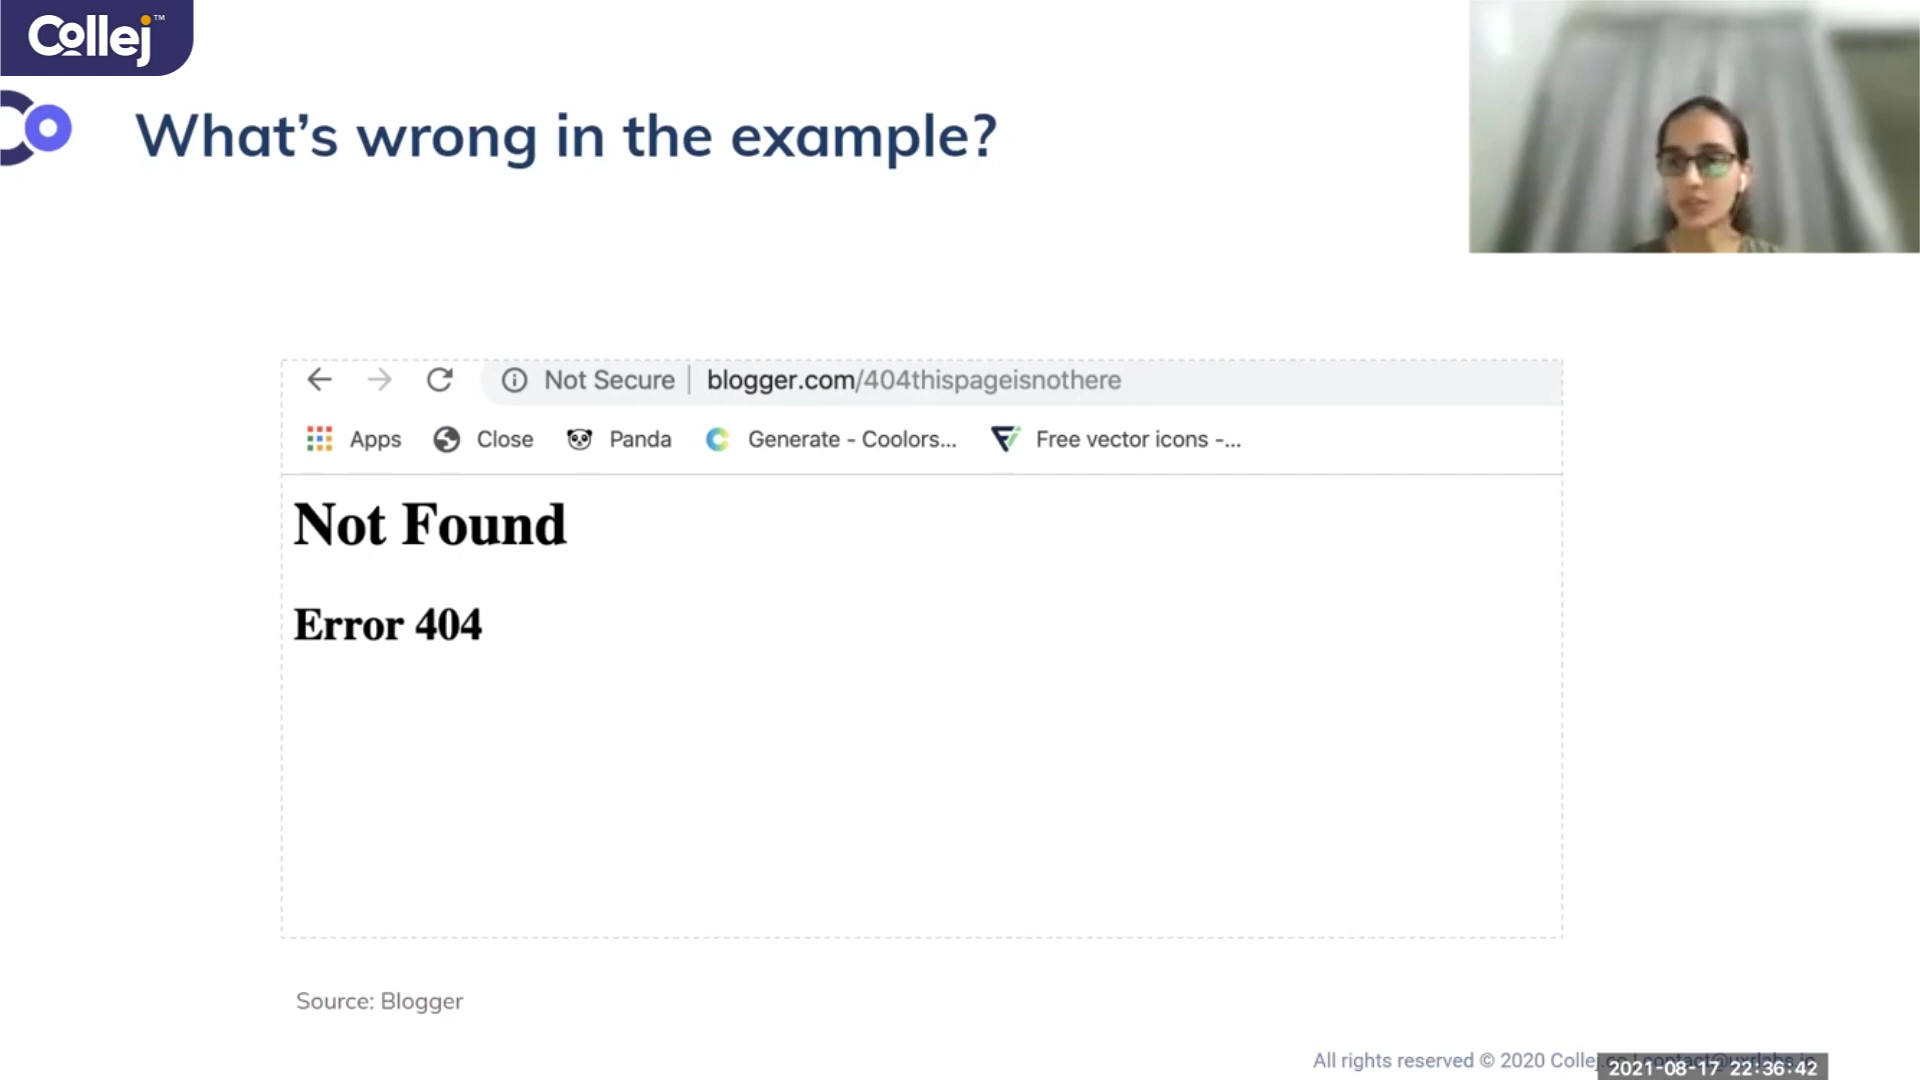 Collej™
What's wrong in the example?
Not Secure | blogger.com/404thispageisnothere
Apps Close Panda Generate - Coolors... Free vector icons -...
Not Found
Error 404
Source: Blogger
All rights reserved © 2020 Collej
2021-08-17 22:36:42